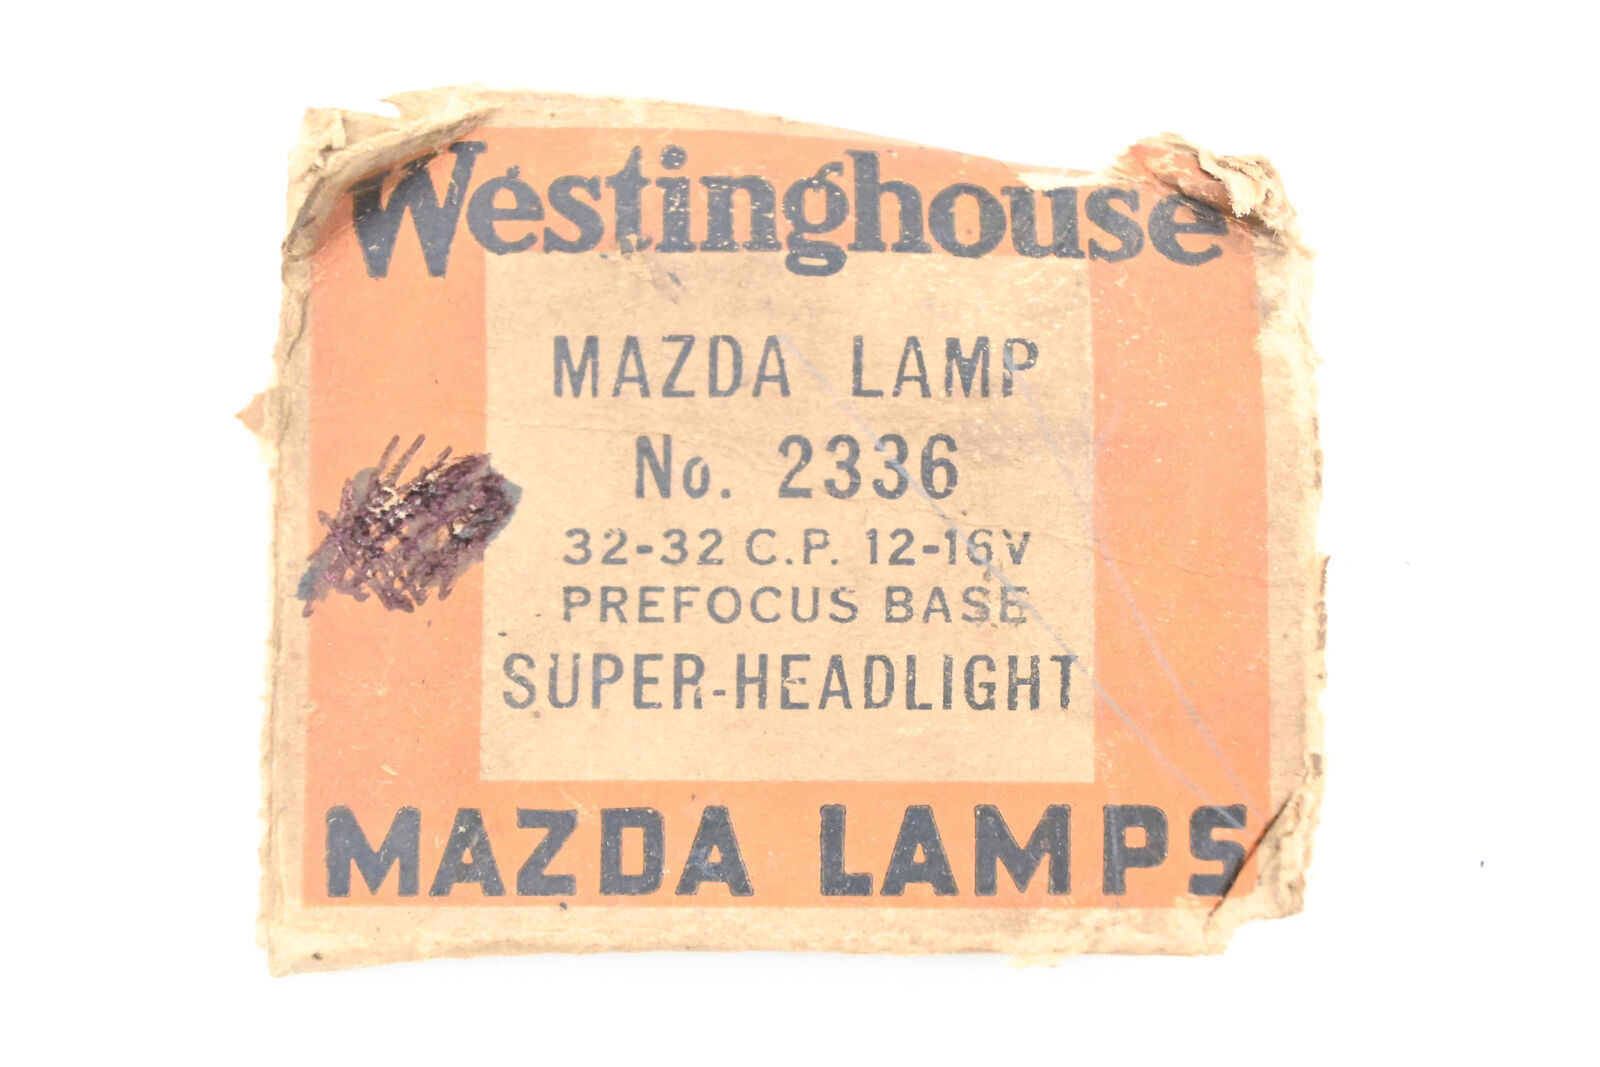 Westinghouse
MAZDA LAMP
No. 2336
32-32 C.P. 12-16V
PREFOCUS BASE
SUPER-HEADLIGHT
MAZDA LAMPS